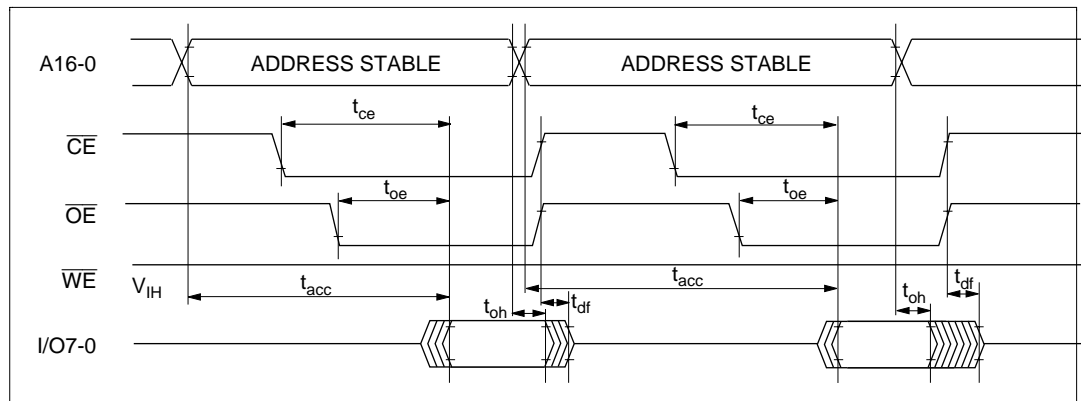 A16-0 ADDRESS STABLE ADDRESS STABLE
tce tce
CE
toe toe
OE
WE VIH tacc tacc tdf
toh tdf toh
I/O7-0